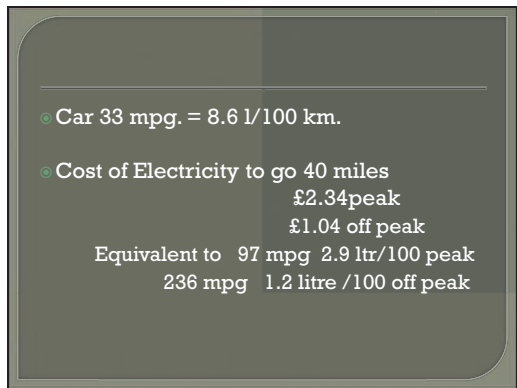 Car 33 mpg. = 8.6 l/100 km.
Cost of Electricity to go 40 miles
£2.34peak
£1.04 off peak
Equivalent to 97 mpg 2.9 ltr/100 peak
236 mpg 1.2 litre /100 off peak